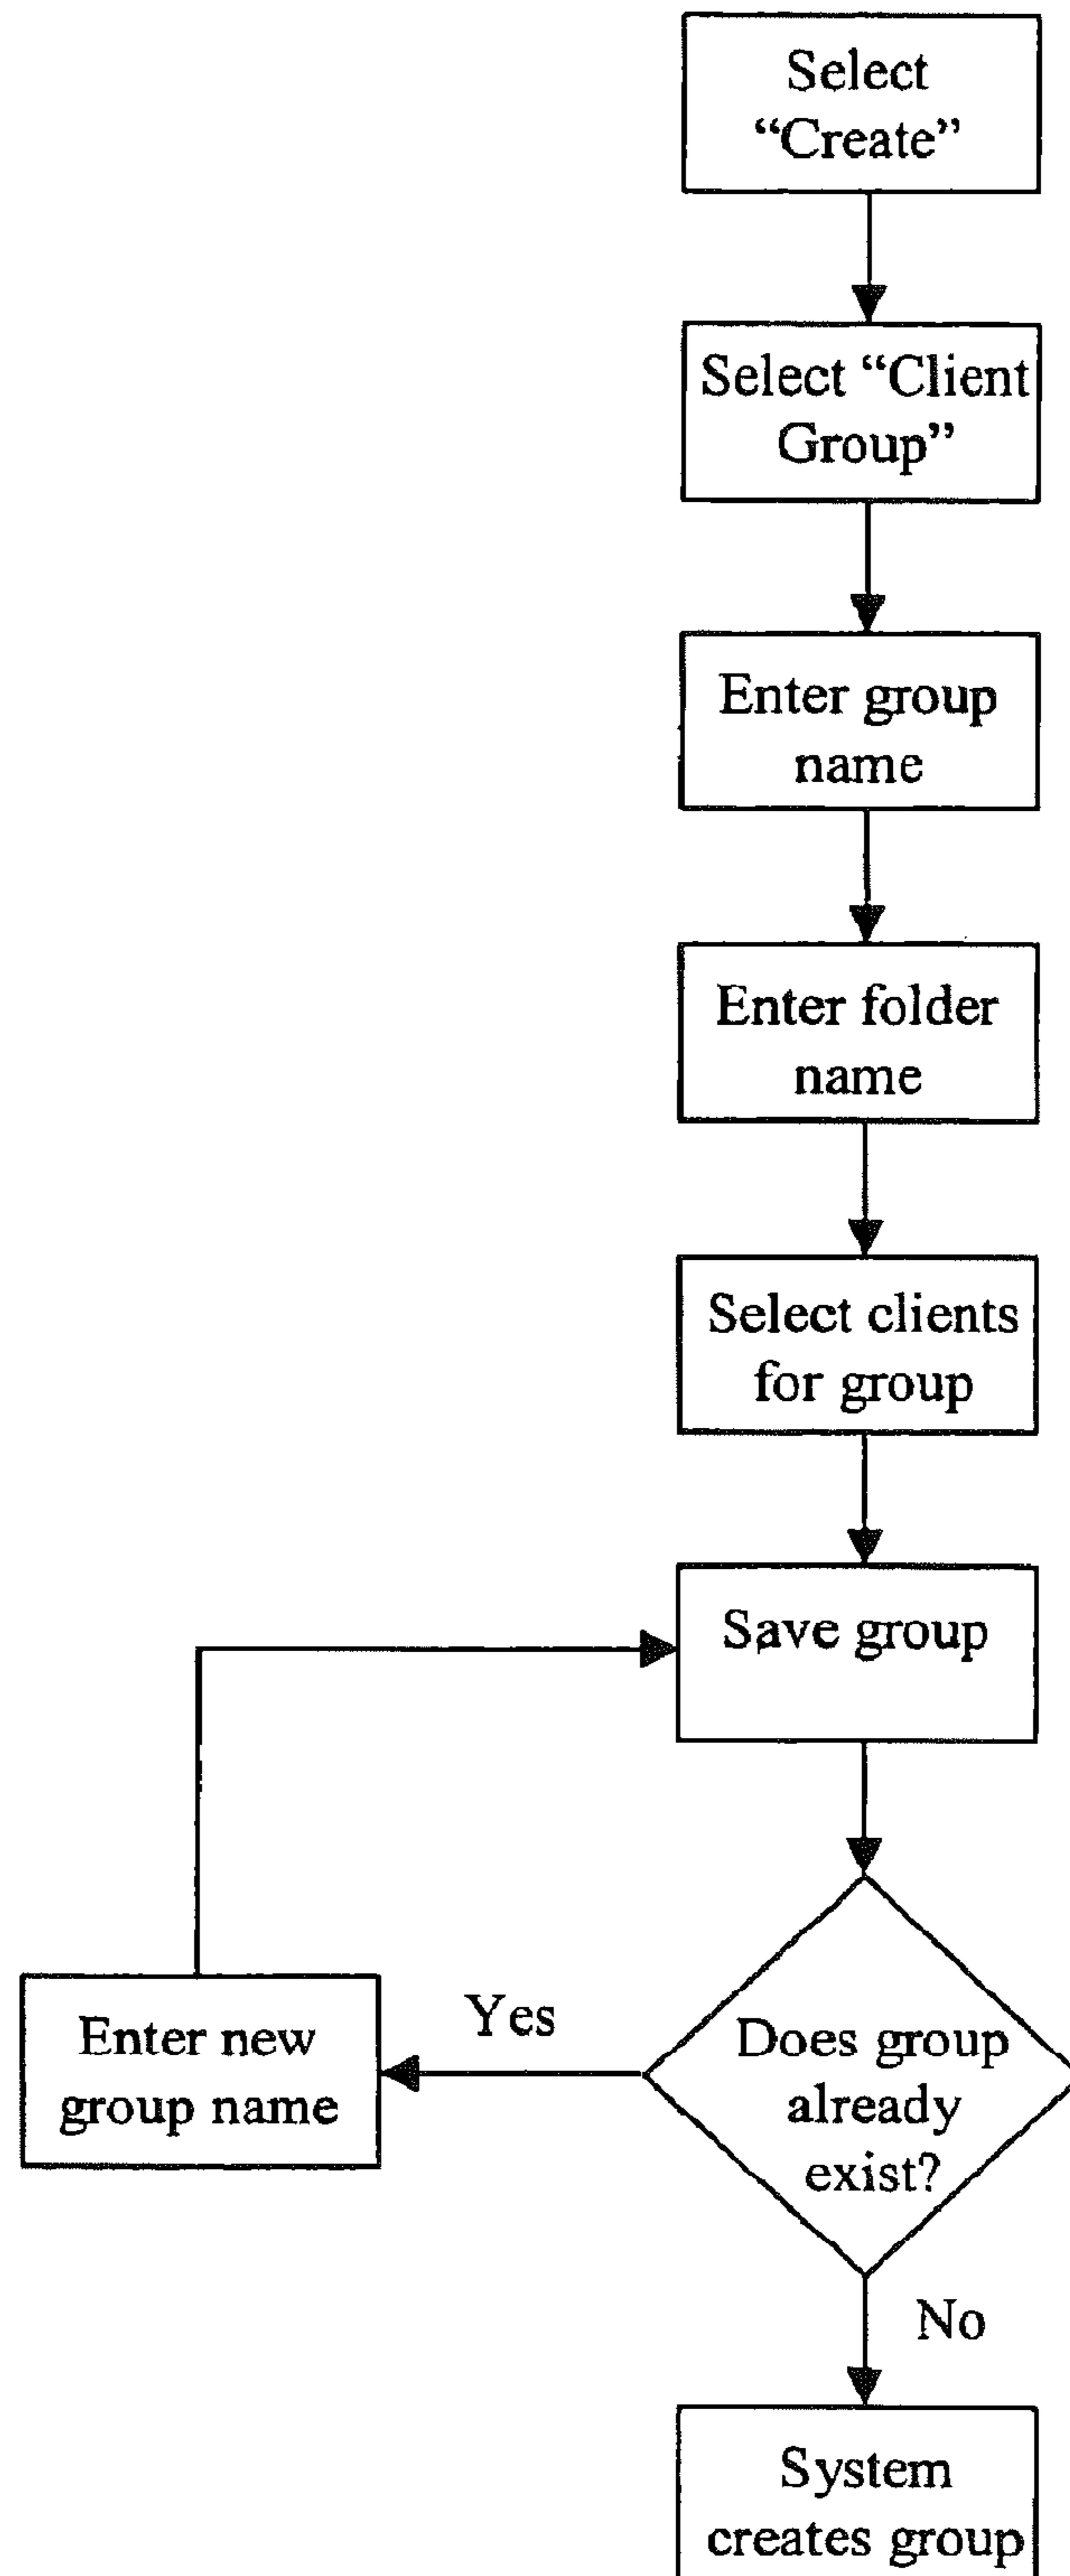 Select
“Create”
Select “Client
Group”
Enter group
name
Enter folder
name
Select clients
for group
Save group
Yes
Enter new
group name
Does group
already
exist?
No
System
creates group